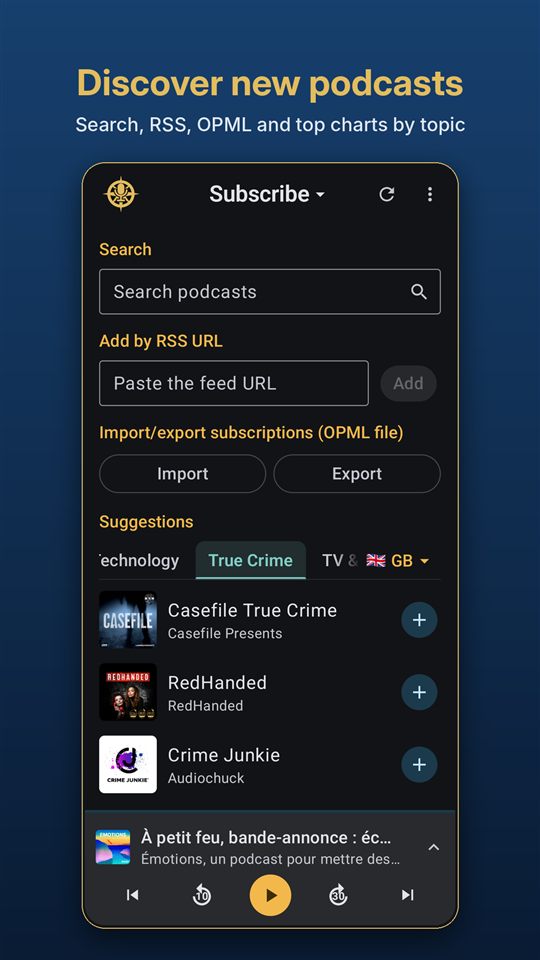 Discover new podcasts
Search, RSS, OPML and top charts by topic
Subscribe
Search
Search podcasts
Add by RSS URL
Paste the feed URL
Add
Import/export subscriptions (OPML file)
Import
Export
Suggestions
echnology
True Crime
TV &
GB
CASEFILE
Casefile True Crime
Casefile Presents
REDHANDED
RedHanded
RedHanded
CRIME JUNKIE
Crime Junkie
Audiochuck
ÉMOTIONS
À petit feu, bande-annonce : éc...
Émotions, un podcast pour mettre des...
10
30